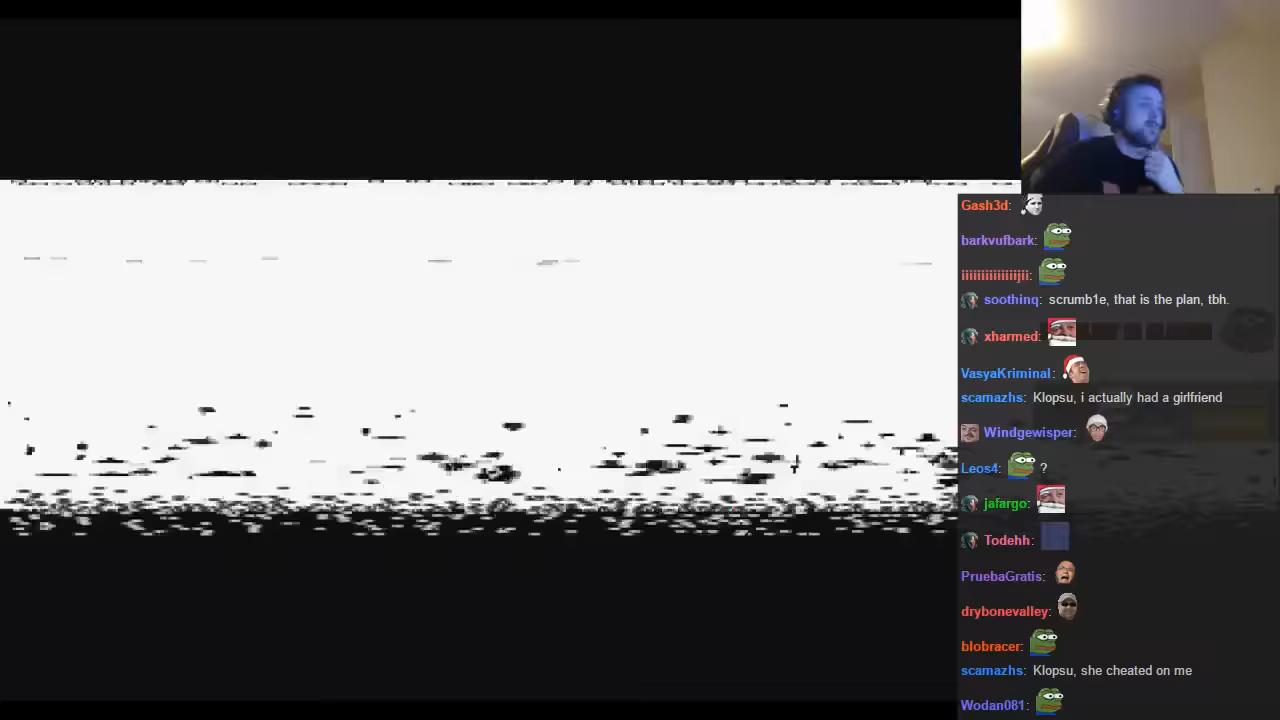 Gash3d:
barkvufbark:
iiiiiiiiiiiiiiijii:
soothinq: scrumb1e, that is the plan, tbh.
xharmed:
VasyaKriminal:
scamazhs: Klopsu, i actually had a girlfriend
Windgewisper:
Leos4: ?
jafargo:
Todehh:
PruebaGratis:
drybonevalley:
blobracer:
scamazhs: Klopsu, she cheated on me
Wodan081: